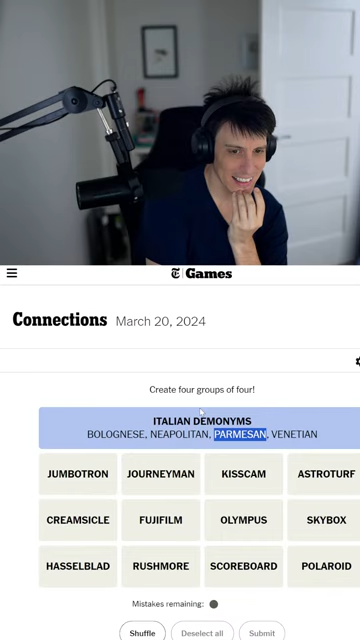 Games
Connections March 20, 2024
Create four groups of four!
ITALIAN DEMONYMS
BOLOGNESE, NEAPOLITAN, PARMESAN, VENETIAN
JUMBOTRON JOURNEYMAN KISSCAM ASTROTURF
CREAMSICLE FUJIFILM OLYMPUS SKYBOX
HASSELBLAD RUSHMORE SCOREBOARD POLAROID
Mistakes remaining:
Shuffle Deselect all Submit